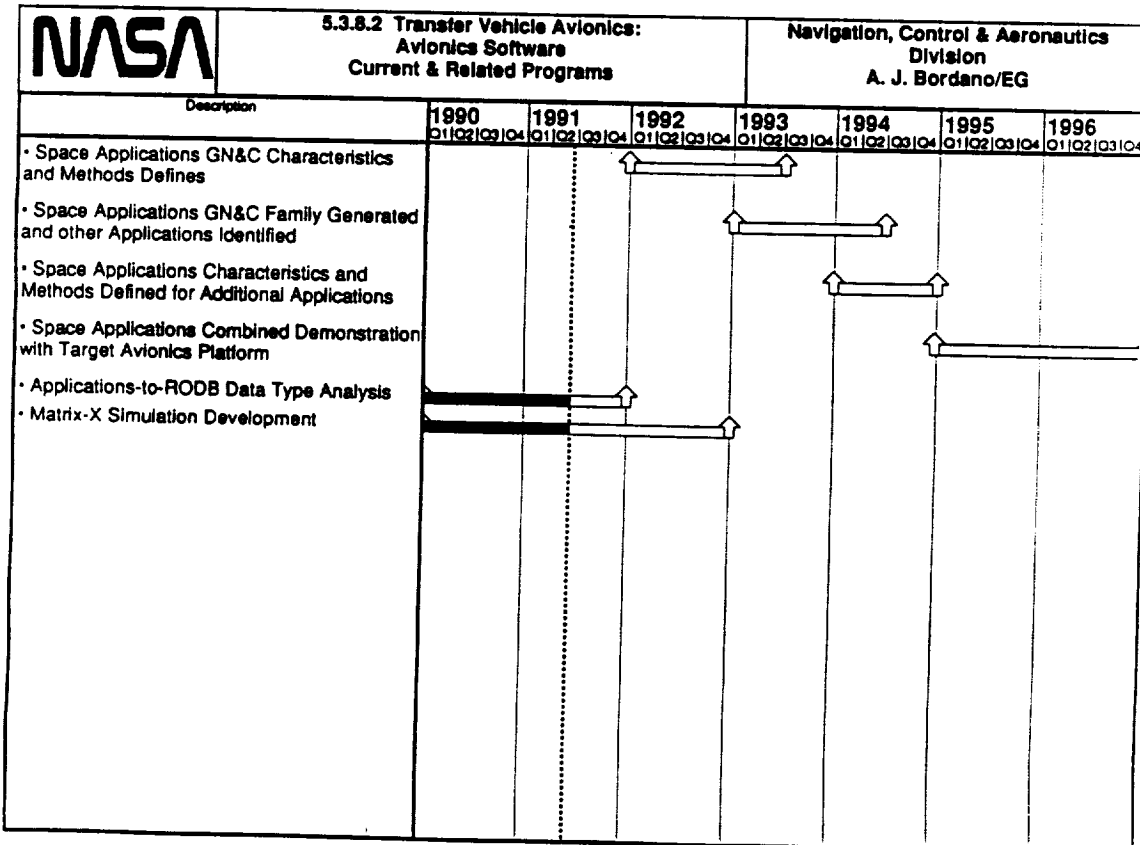 NASA
5.3.8.2 Transfer Vehicle Avionics:
Avionics Software
Current & Related Programs
Navigation, Control & Aeronautics
Division
A. J. Bordano/EG
Description
1990 1991 1992 1993 1994 1995 1996
Q1|Q2|Q3|Q4 Q1|Q2|Q3|Q4 Q1|Q2|Q3|Q4 Q1|Q2|Q3|Q4 Q1|Q2|Q3|Q4 Q1|Q2|Q3|Q4 Q1|Q2|Q3|Q4
· Space Applications GN&C Characteristics
and Methods Defines
· Space Applications GN&C Family Generated
and other Applications Identified
· Space Applications Characteristics and
Methods Defined for Additional Applications
· Space Applications Combined Demonstration
with Target Avionics Platform
· Applications-to-RODB Data Type Analysis
· Matrix-X Simulation Development